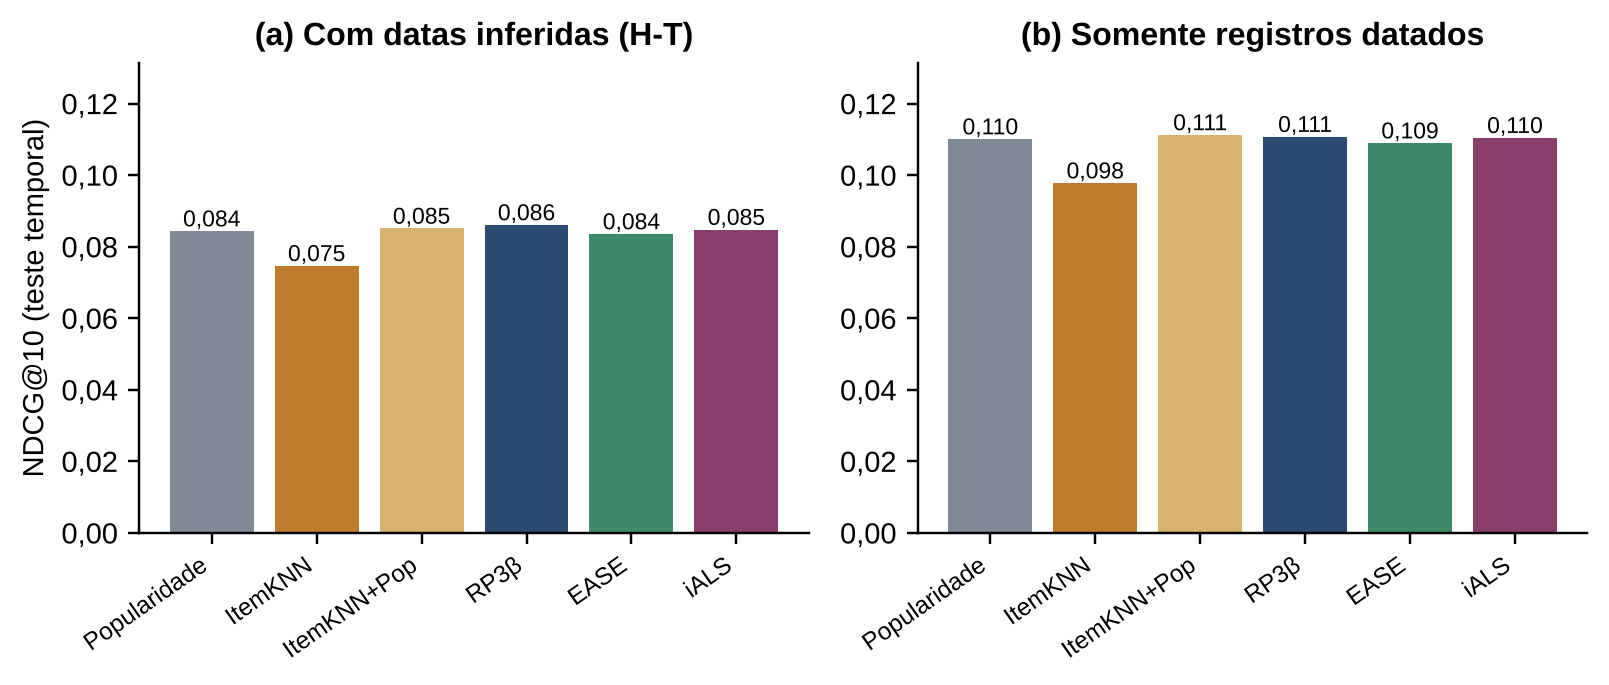 (a) Com datas inferidas (H-T)
NDCG@10 (teste temporal)
0,12
0,10
0,08
0,06
0,04
0,02
0,00
0,084
0,075
0,085
0,086
0,084
0,085
Popularidade
ItemKNN
ItemKNN+Pop
RP3β
EASE
iALS
(b) Somente registros datados
0,12
0,10
0,08
0,06
0,04
0,02
0,00
0,110
0,098
0,111
0,111
0,109
0,110
Popularidade
ItemKNN
ItemKNN+Pop
RP3β
EASE
iALS